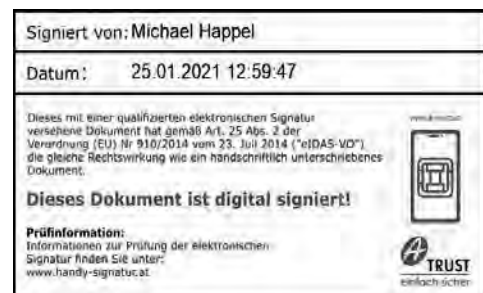 Signiert von: Michael Happel
Datum: 25.01.2021 12:59:47
Dieses mit einer qualifizierten elektronischen Signatur
versehene Dokument hat gemäß Art. 25 Abs. 2 der
Verordnung (EU) Nr 910/2014 vom 23. Juli 2014 ("eIDAS-VO")
die gleiche Rechtswirkung wie ein handschriftlich unterschriebenes
Dokument.
Dieses Dokument ist digital signiert!
Prüfinformation:
Informationen zur Prüfung der elektronischen
Signatur finden Sie unter:
www.handy-signatur.at
A TRUST
einfach sicher